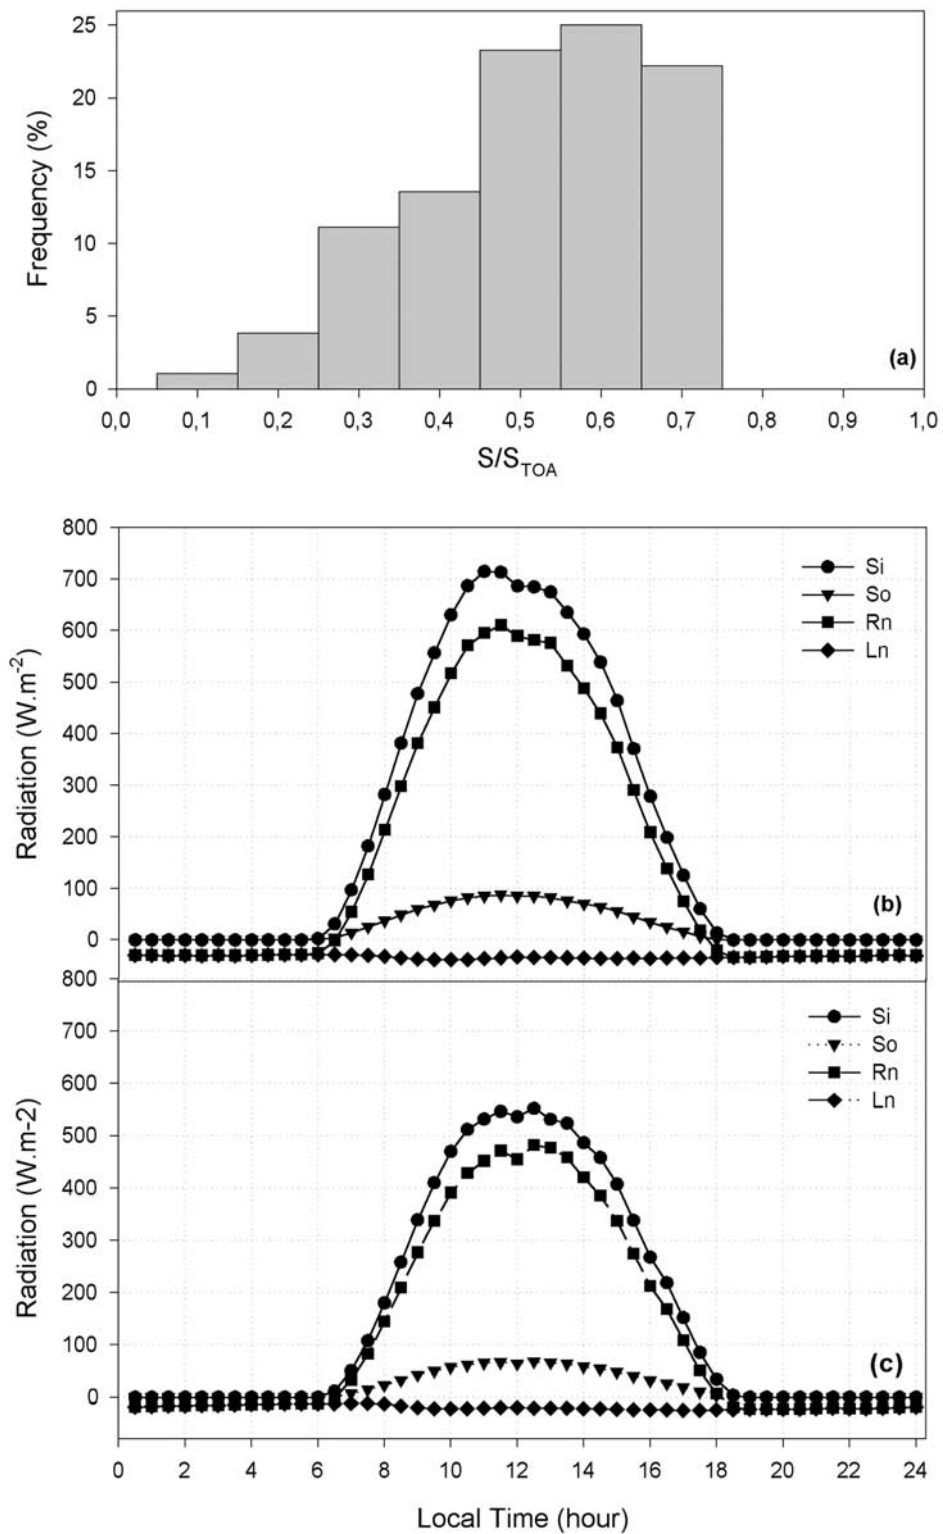 25
20
15
10
5
0
Frequency (%)
(a)
0,0 0,1 0,2 0,3 0,4 0,5 0,6 0,7 0,8 0,9 1,0
S/S_TOA
800
700
600
500
400
300
200
100
0
Radiation (W.m⁻²)
Si
So
Rn
Ln
(b)
800
700
600
500
400
300
200
100
0
Radiation (W.m-2)
Si
So
Rn
Ln
(c)
0 2 4 6 8 10 12 14 16 18 20 22 24
Local Time (hour)